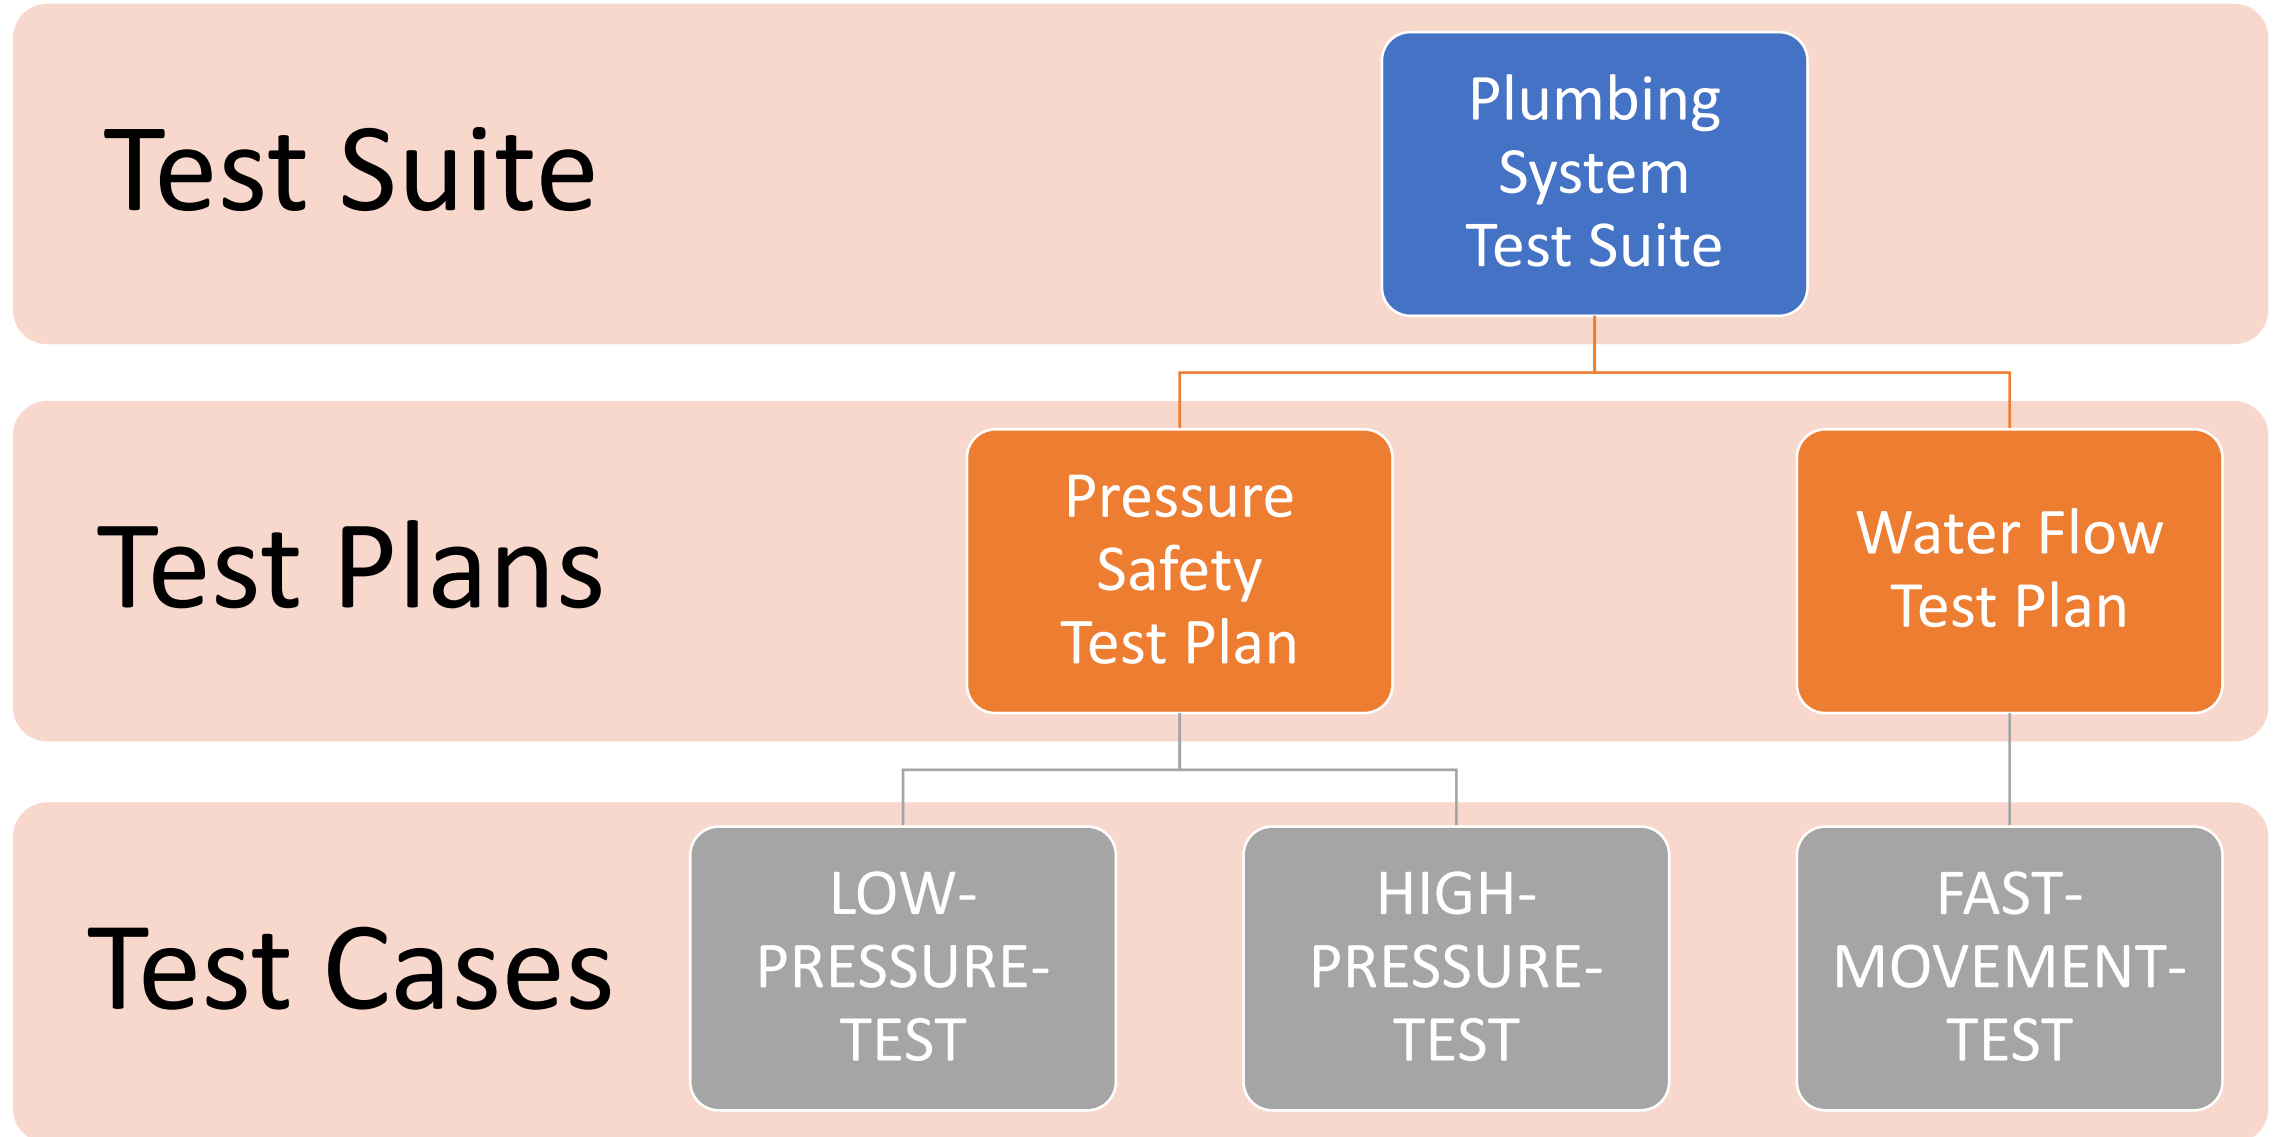 Test Suite
Plumbing
System
Test Suite
Test Plans
Pressure
Safety
Test Plan
Water Flow
Test Plan
Test Cases
LOW-
PRESSURE-
TEST
HIGH-
PRESSURE-
TEST
FAST-
MOVEMENT-
TEST